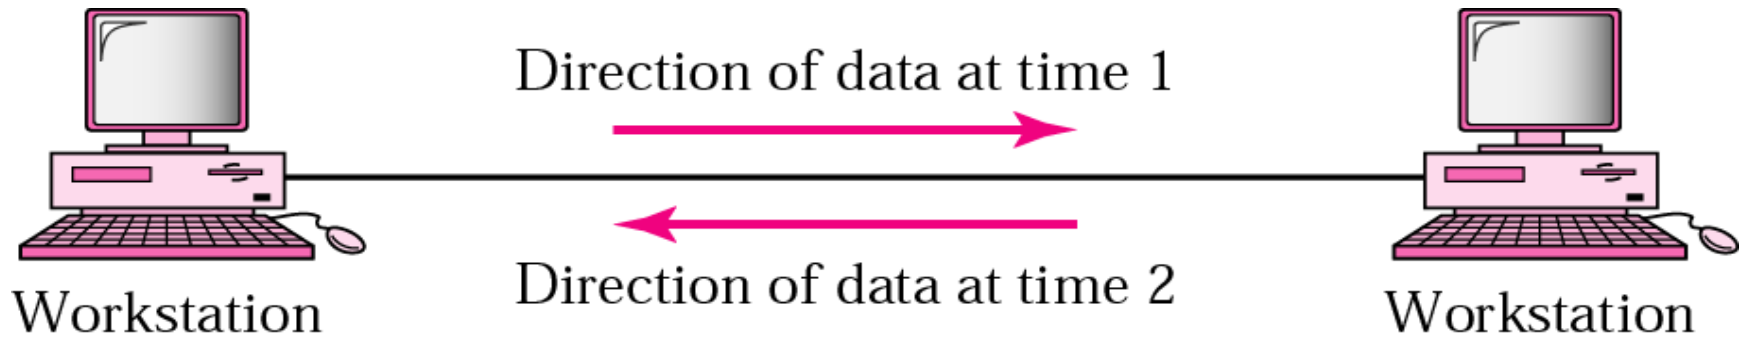 Direction of data at time 1
Direction of data at time 2
Workstation
Workstation